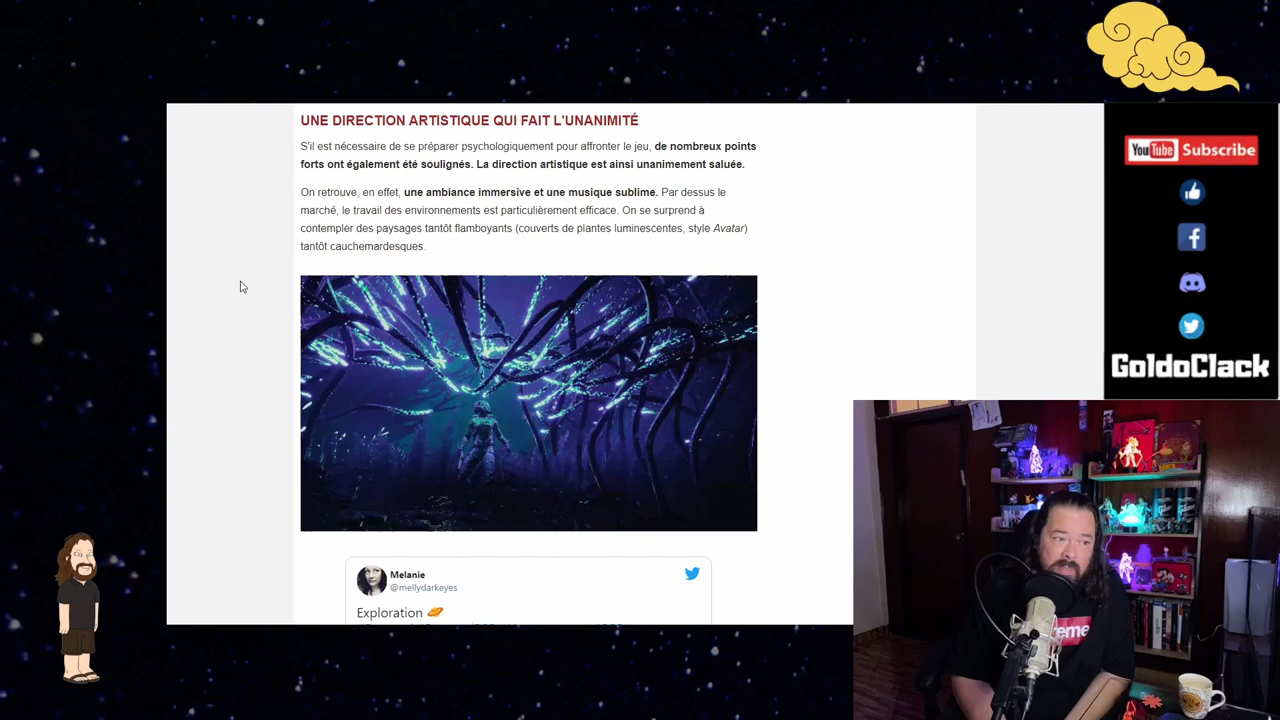 UNE DIRECTION ARTISTIQUE QUI FAIT L'UNANIMITÉ
S'il est nécessaire de se préparer psychologiquement pour affronter le jeu, de nombreux points
forts ont également été soulignés. La direction artistique est ainsi unanimement saluée.
On retrouve, en effet, une ambiance immersive et une musique sublime. Par dessus le
marché, le travail des environnements est particulièrement efficace. On se surprend à
contempler des paysages tantôt flamboyants (couverts de plantes luminescentes, style Avatar)
tantôt cauchemardesques.
Melanie
@mellydarkeyes
Exploration
YouTube Subscribe
GoldoClack
eme